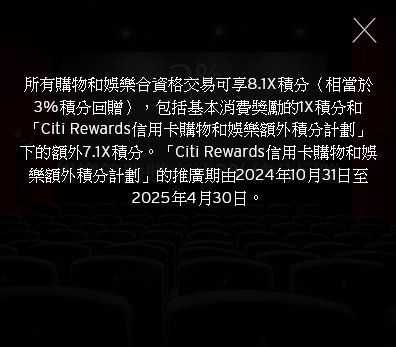 所有購物和娛樂合資格交易可享8.1X積分（相當於
3%積分回贈），包括基本消費獎勵的1X積分和
「Citi Rewards信用卡購物和娛樂額外積分計劃」
下的額外7.1X積分。「Citi Rewards信用卡購物和娛
樂額外積分計劃」的推廣期由2024年10月31日至
2025年4月30日。